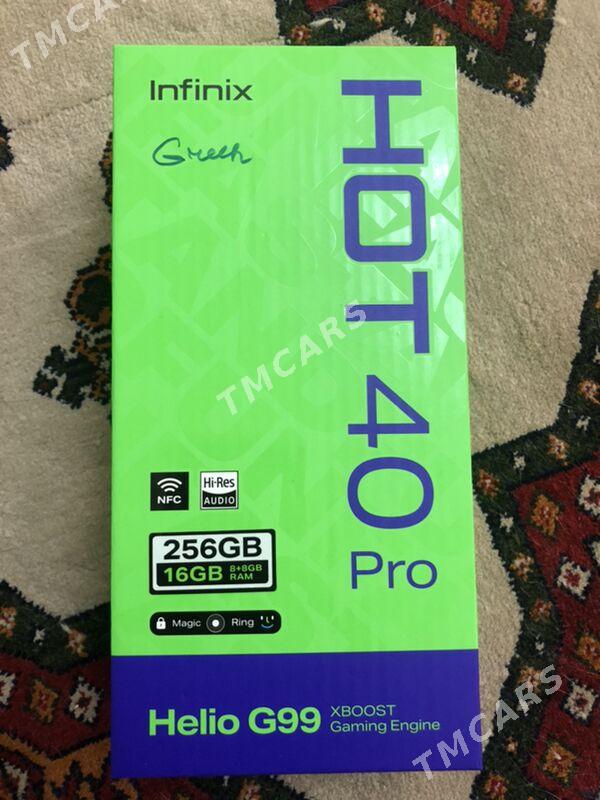 TMCARS
Infinix
Green
HOT 40 Pro
TMCARS
NFC
Hi-Res
AUDIO
256GB
16GB 8+8GB RAM
Magic Ring
Helio G99 XBOOST Gaming Engine
TMCARS
TMCARS